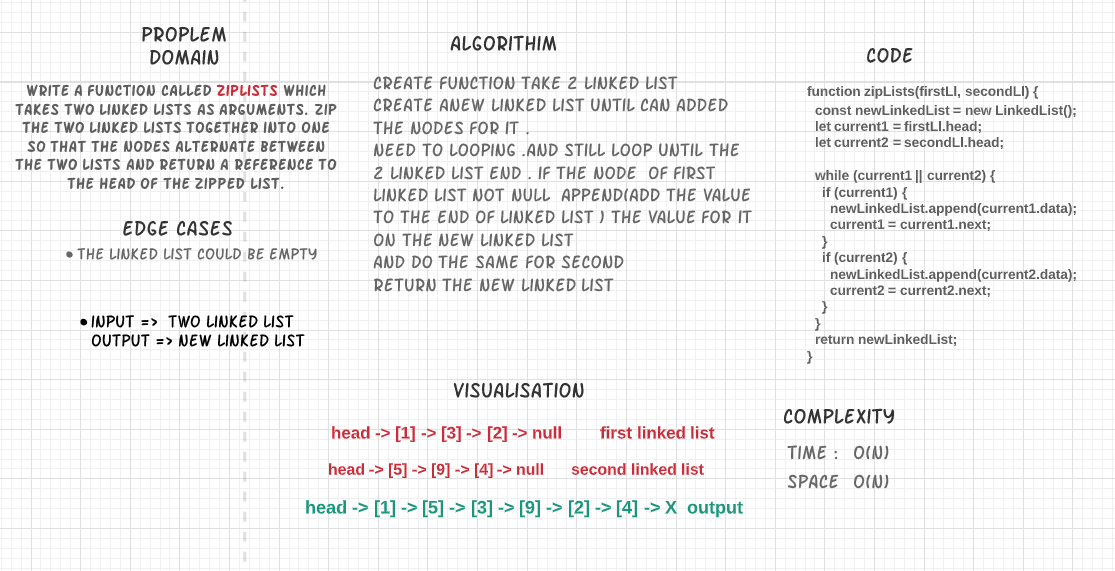 PROPLEM
DOMAIN
WRITE A FUNCTION CALLED ZIPLISTS WHICH
TAKES TWO LINKED LISTS AS ARGUMENTS. ZIP
THE TWO LINKED LISTS TOGETHER INTO ONE
SO THAT THE NODES ALTERNATE BETWEEN
THE TWO LISTS AND RETURN A REFERENCE TO
THE HEAD OF THE ZIPPED LIST.
EDGE CASES
• THE LINKED LIST COULD BE EMPTY
• INPUT => TWO LINKED LIST
OUTPUT => NEW LINKED LIST
ALGORITHIM
CREATE FUNCTION TAKE 2 LINKED LIST
CREATE ANEW LINKED LIST UNTIL CAN ADDED
THE NODES FOR IT .
NEED TO LOOPING .AND STILL LOOP UNTIL THE
2 LINKED LIST END . IF THE NODE OF FIRST
LINKED LIST NOT NULL APPEND(ADD THE VALUE
TO THE END OF LINKED LIST ) THE VALUE FOR IT
ON THE NEW LINKED LIST
AND DO THE SAME FOR SECOND
RETURN THE NEW LINKED LIST
CODE
function zipLists(firstLl, secondLl) {
const newLinkedList = new LinkedList();
let current1 = firstLl.head;
let current2 = secondLl.head;
while (current1 || current2) {
if (current1) {
newLinkedList.append(current1.data);
current1 = current1.next;
}
if (current2) {
newLinkedList.append(current2.data);
current2 = current2.next;
}
}
return newLinkedList;
}
VISUALISATION
head -> [1] -> [3] -> [2] -> null first linked list
head -> [5] -> [9] -> [4] -> null second linked list
head -> [1] -> [5] -> [3] -> [9] -> [2] -> [4] -> X output
COMPLEXITY
TIME : O(N)
SPACE O(N)